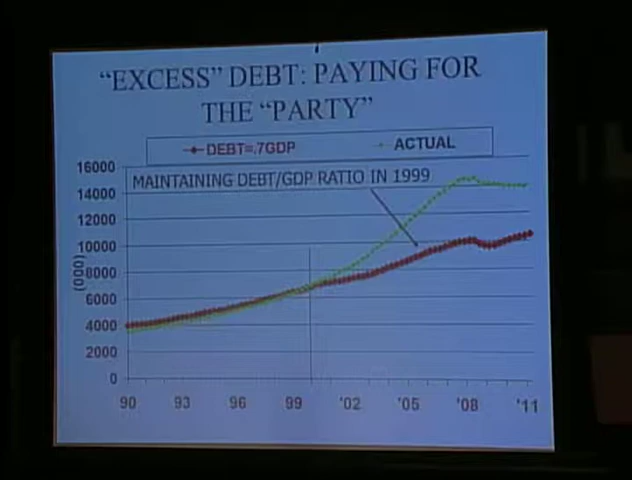 “EXCESS” DEBT: PAYING FOR
THE “PARTY”
DEBT=.7GDP
ACTUAL
MAINTAINING DEBT/GDP RATIO IN 1999
16000
14000
12000
10000
8000
6000
4000
2000
0
(000)
90 93 96 99 '02 '05 '08 '11